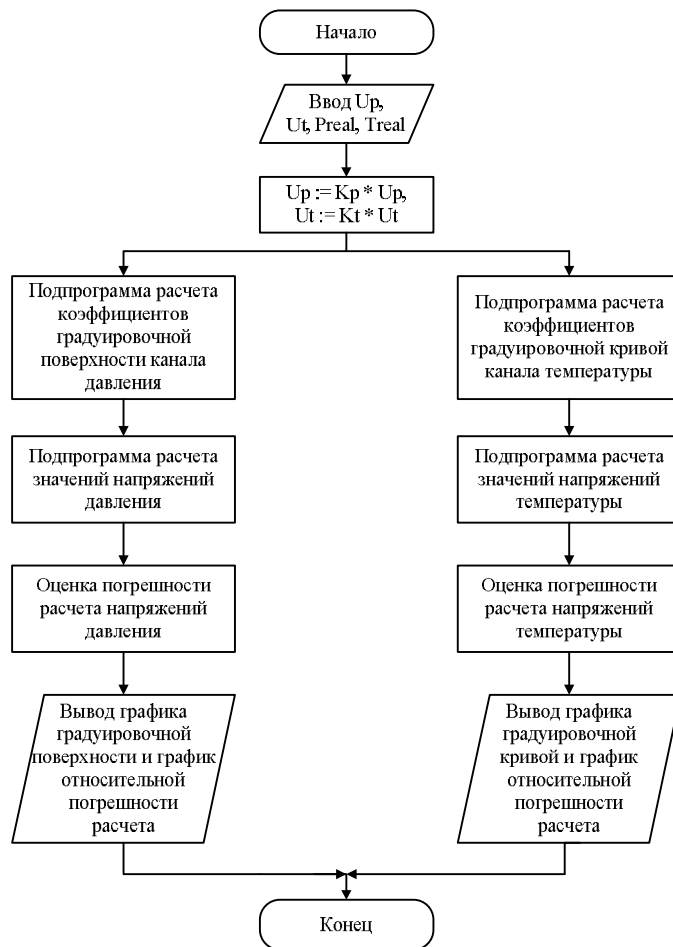 Начало
Ввод Up,
Ut, Preal, Treal
Up := Kp * Up,
Ut := Kt * Ut
Подпрограмма расчета
коэффициентов
градуировочной
поверхности канала
давления
Подпрограмма расчета
коэффициентов
градуировочной кривой
канала температуры
Подпрограмма расчета
значений напряжений
давления
Подпрограмма расчета
значений напряжений
температуры
Оценка погрешности
расчета напряжений
давления
Оценка погрешности
расчета напряжений
температуры
Вывод графика
градуировочной
поверхности и график
относительной
погрешности
расчета
Вывод графика
градуировочной
кривой и график
относительной
погрешности
расчета
Конец